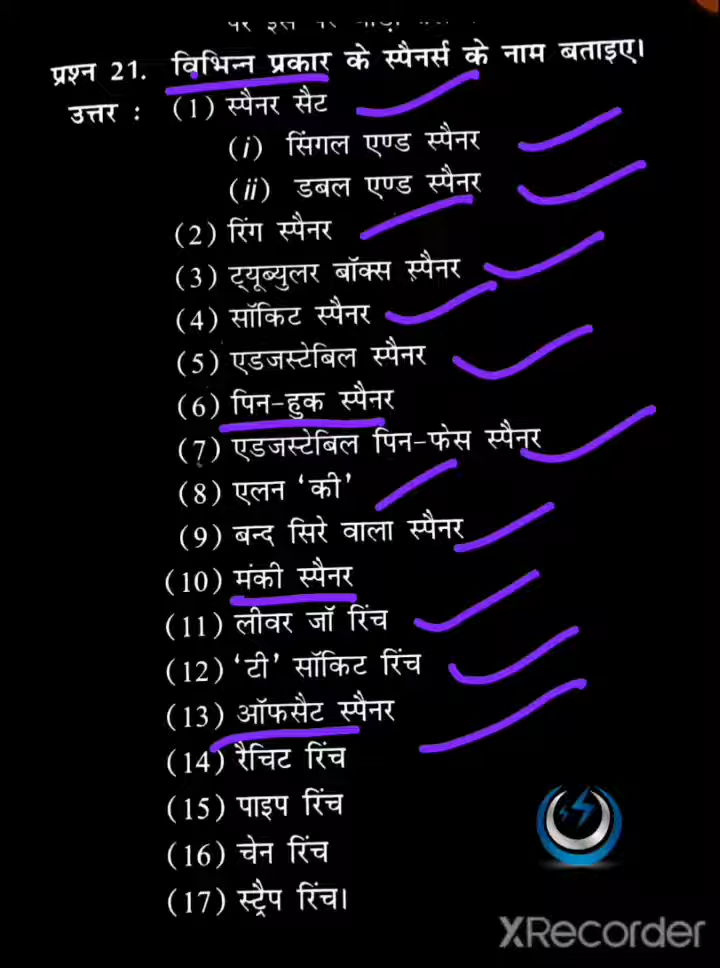 प्रश्न 21. विभिन्न प्रकार के स्पैनर्स के नाम बताइए।
उत्तर : (1) स्पैनर सैट
(i) सिंगल एण्ड स्पैनर
(ii) डबल एण्ड स्पैनर
(2) रिंग स्पैनर
(3) ट्यूब्युलर बॉक्स स्पैनर
(4) सॉकिट स्पैनर
(5) एडजस्टेबिल स्पैनर
(6) पिन-हुक स्पैनर
(7) एडजस्टेबिल पिन-फेस स्पैनर
(8) एलन ‘की’
(9) बन्द सिरे वाला स्पैनर
(10) मंकी स्पैनर
(11) लीवर जॉ रिंच
(12) ‘टी’ सॉकिट रिंच
(13) ऑफसैट स्पैनर
(14) रैचिट रिंच
(15) पाइप रिंच
(16) चेन रिंच
(17) स्ट्रैप रिंच।
XRecorder